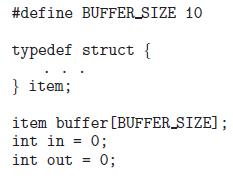 #define BUFFER_SIZE 10
typedef struct {
. . .
} item;
item buffer[BUFFER_SIZE];
int in = 0;
int out = 0;